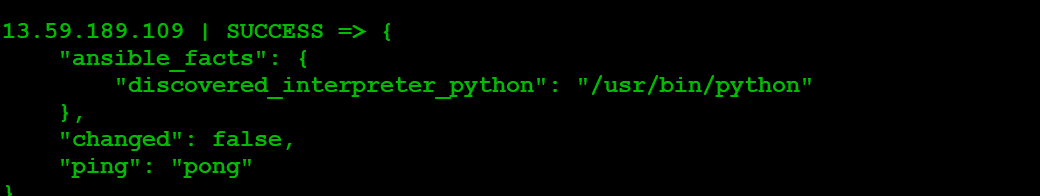 13.59.189.109 | SUCCESS => {
    "ansible_facts": {
        "discovered_interpreter_python": "/usr/bin/python"
    },
    "changed": false,
    "ping": "pong"
}